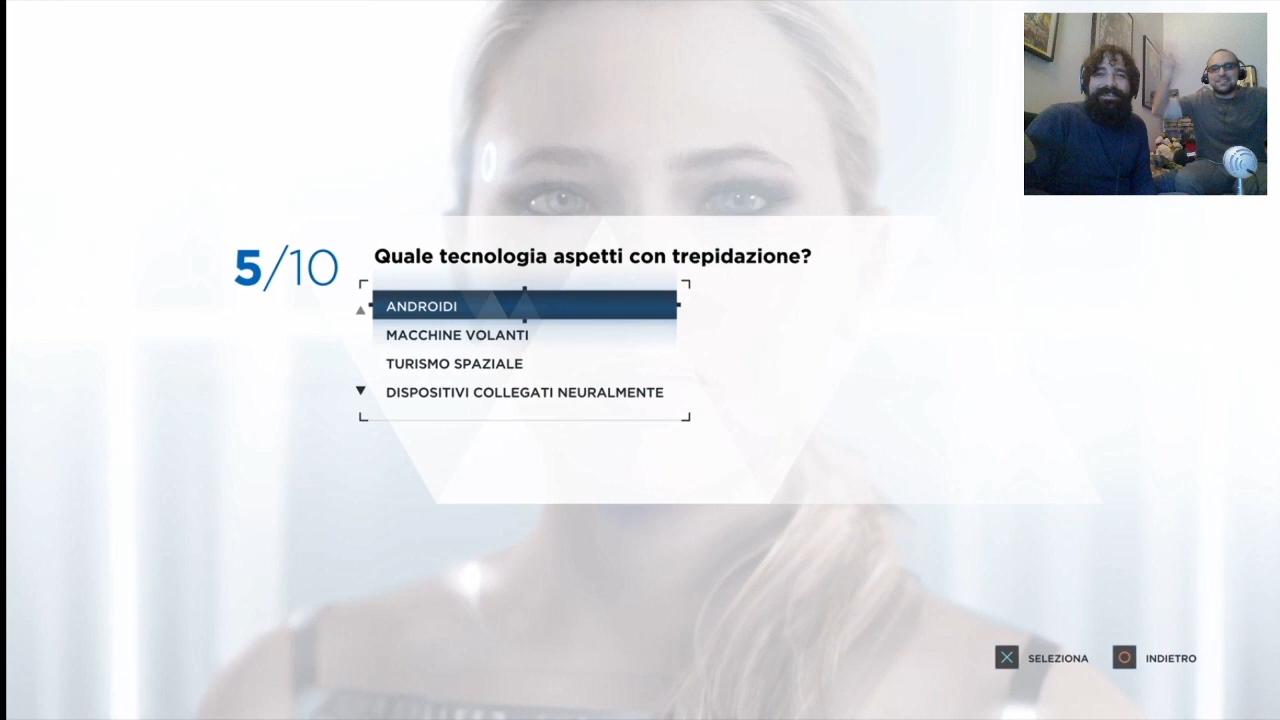 5/10
Quale tecnologia aspetti con trepidazione?
ANDROIDI
MACCHINE VOLANTI
TURISMO SPAZIALE
DISPOSITIVI COLLEGATI NEURALMENTE
SELEZIONA
INDIETRO